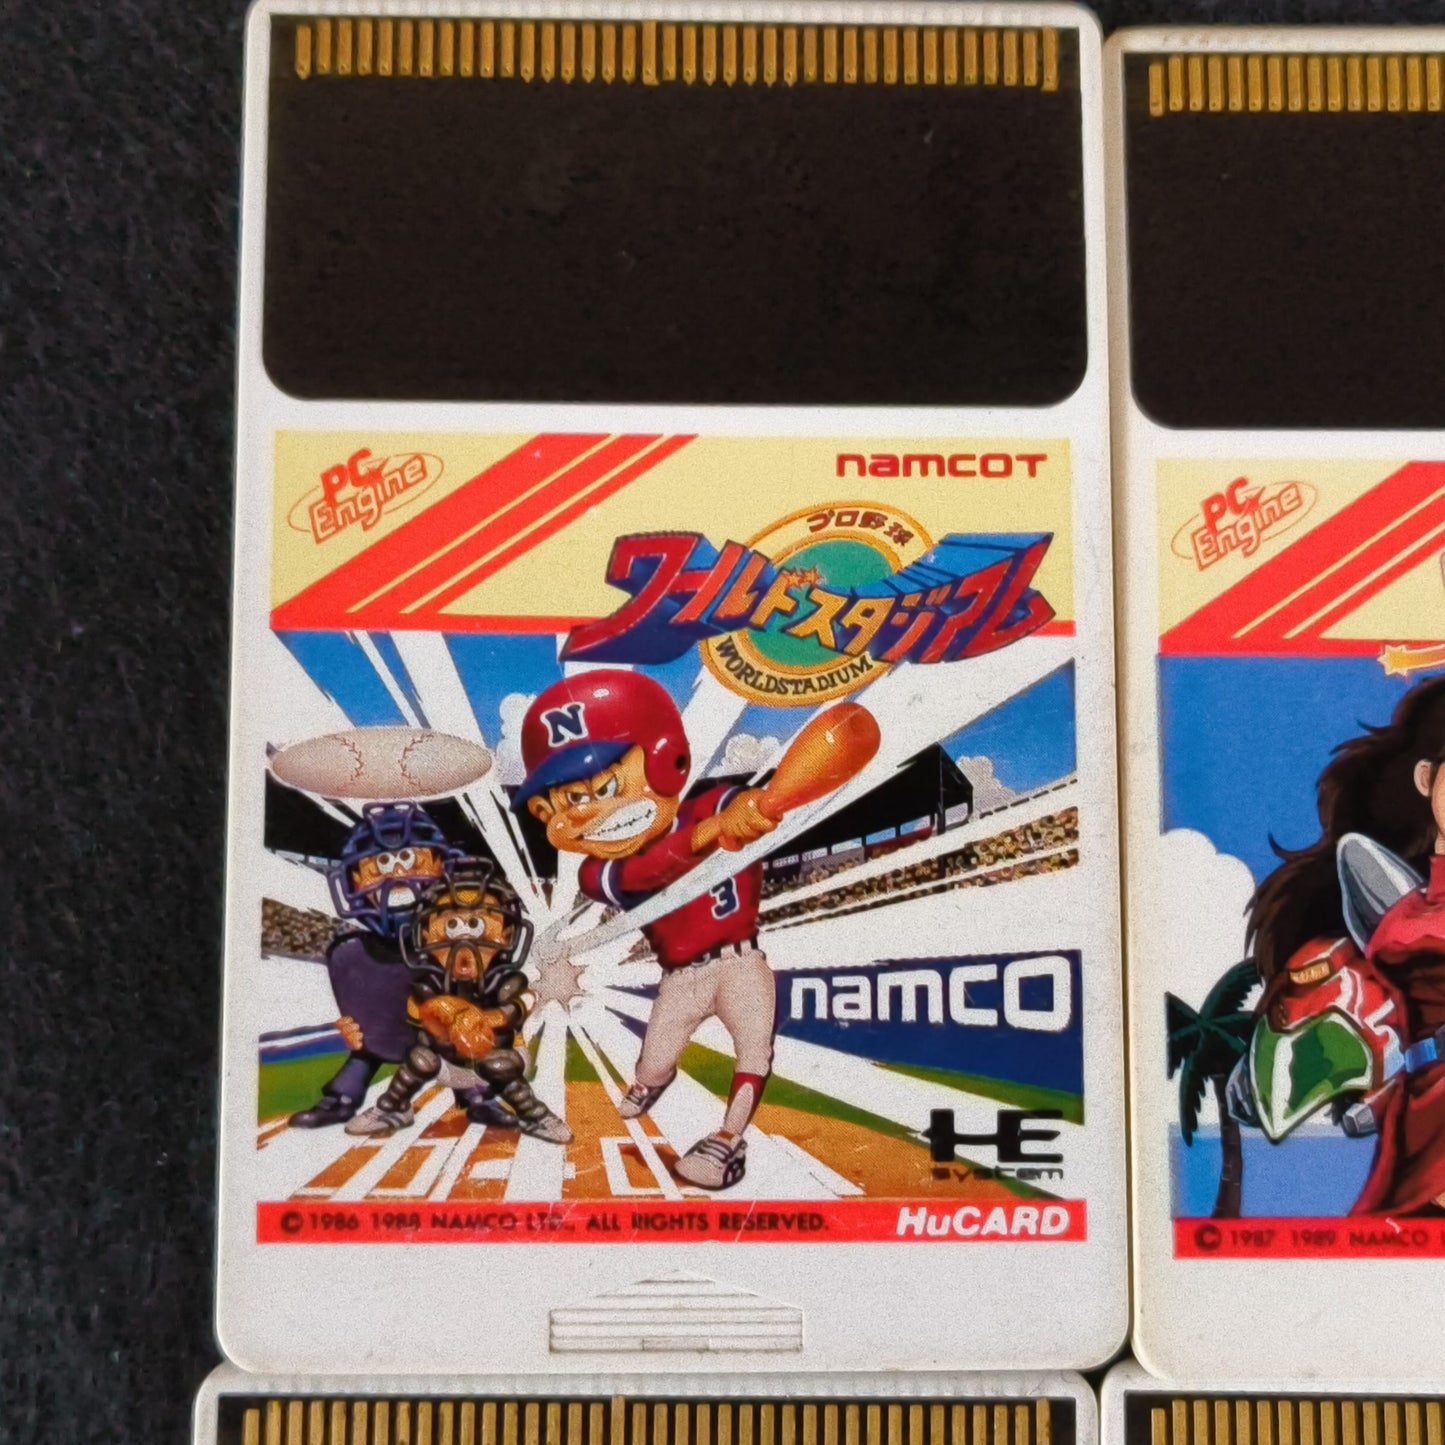 PC Engine
namcoT
プロ野球
ワールドスタジアム
WORLDSTADIUM
N
3
namco
HE
SYSTEM
© 1986 1988 NAMCO LTD., ALL RIGHTS RESERVED.
HuCARD
PC Engine
© 1987 1989 NAMCO